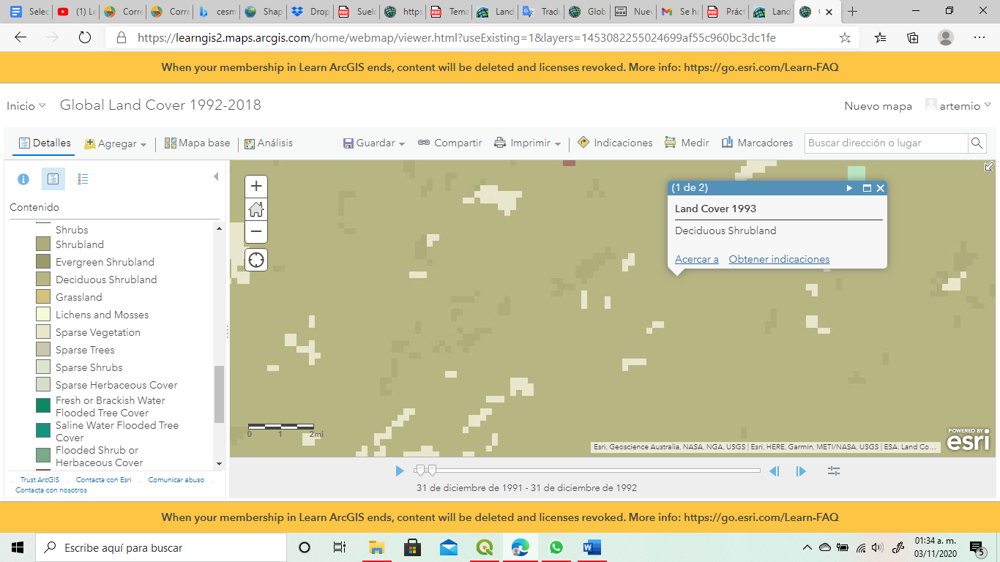 Selec
(1) Le
Corre
Corre
cesm
Shap
Drop
Suelo
https
Tema
Land
Tradu
Glob
Nuev
Se ha
Práct
Land
https://learngis2.maps.arcgis.com/home/webmap/viewer.html?useExisting=1&layers=1453082255024699af55c960bc3dc1fe
When your membership in Learn ArcGIS ends, content will be deleted and licenses revoked. More info: https://go.esri.com/Learn-FAQ
Inicio Global Land Cover 1992-2018
Nuevo mapa artemio
Detalles Agregar Mapa base Análisis Guardar Compartir Imprimir Indicaciones Medir Marcadores Buscar dirección o lugar
Contenido
Shrubs
Shrubland
Evergreen Shrubland
Deciduous Shrubland
Grassland
Lichens and Mosses
Sparse Vegetation
Sparse Trees
Sparse Shrubs
Sparse Herbaceous Cover
Fresh or Brackish Water
Flooded Tree Cover
Saline Water Flooded Tree
Cover
Flooded Shrub or
Herbaceous Cover
Trust ArcGIS . Contacta con Esri . Comunicar abuso .
Contacta con nosotros
(1 de 2)
Land Cover 1993
Deciduous Shrubland
Acercar a Obtener indicaciones
0 1 2mi
Esri, Geoscience Australia, NASA, NGA, USGS | Esri, HERE, Garmin, METI/NASA, USGS | ESA. Land Co...
POWERED BY
esri
31 de diciembre de 1991 - 31 de diciembre de 1992
When your membership in Learn ArcGIS ends, content will be deleted and licenses revoked. More info: https://go.esri.com/Learn-FAQ
Escribe aquí para buscar
01:34 a. m.
03/11/2020
5